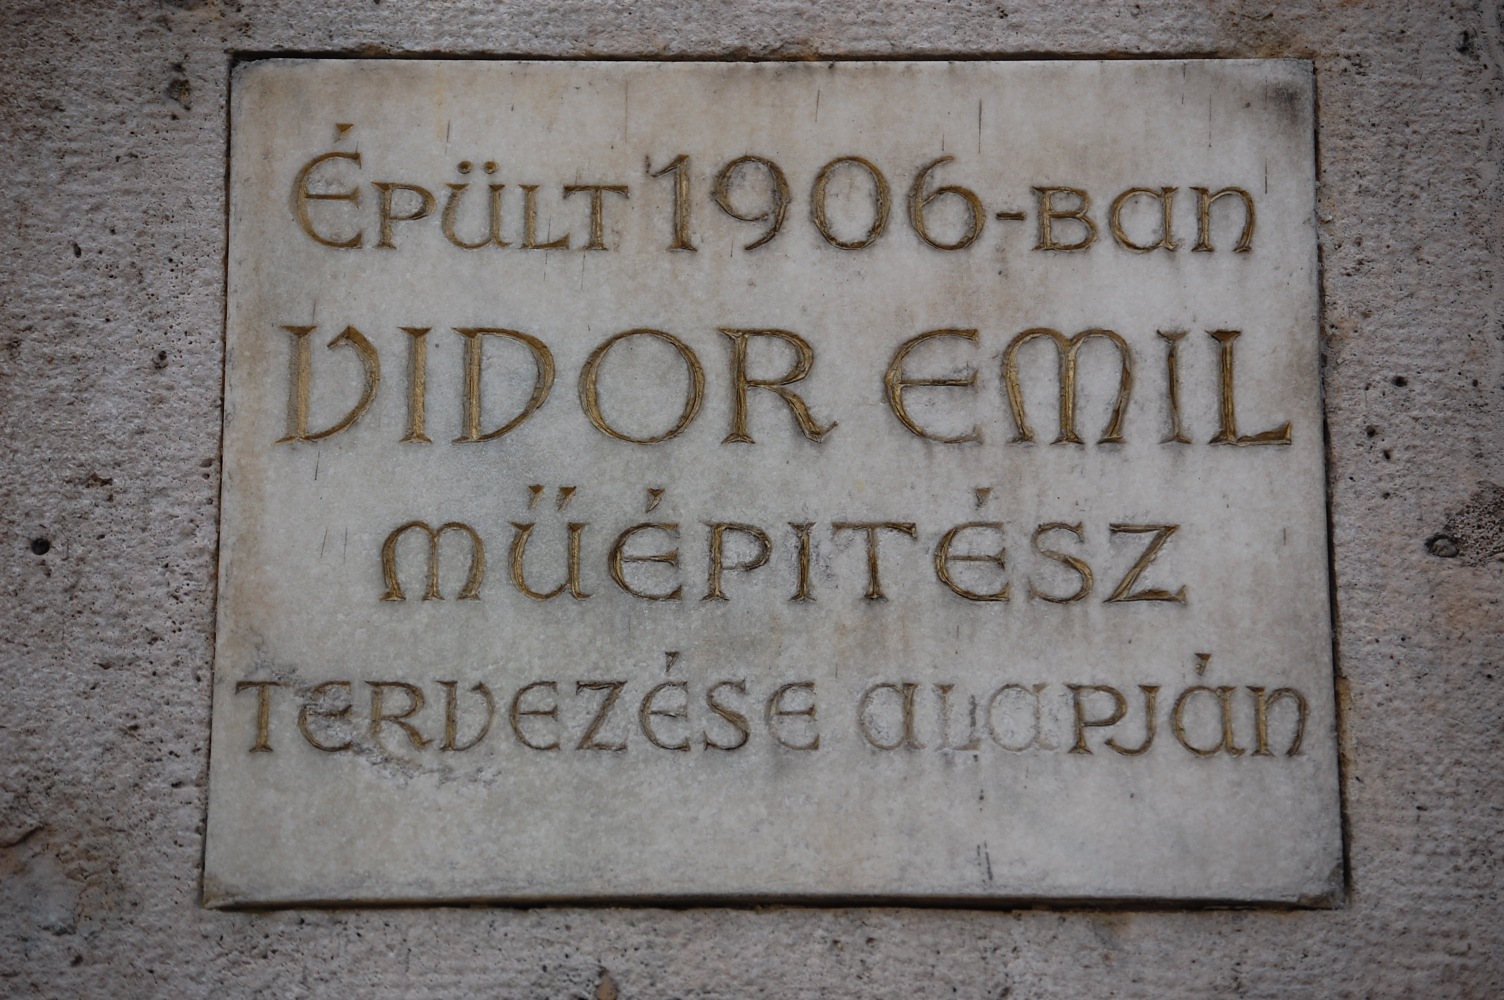 ÉPÜLT 1906-BAN
VIDOR EMIL
MŰÉPITÉSZ
TERVEZÉSE ALAPJÁN